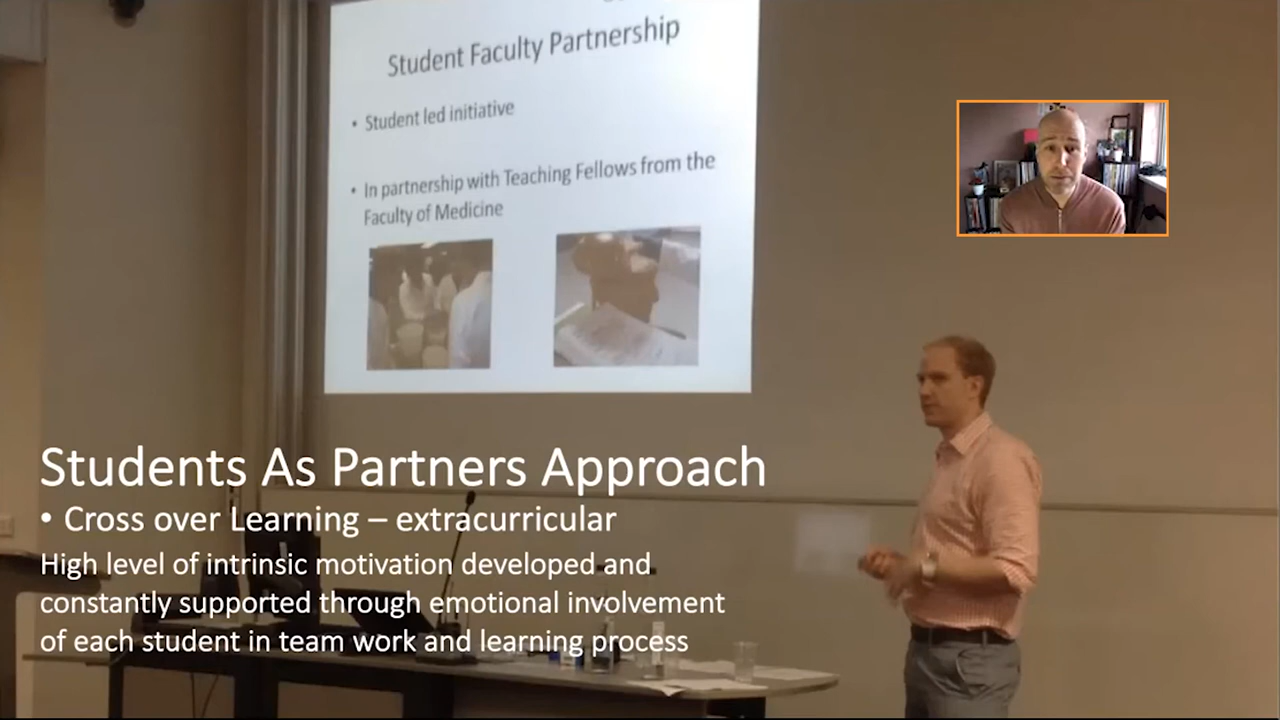 Student Faculty Partnership
• Student led initiative
• In partnership with Teaching Fellows from the
Faculty of Medicine
Students As Partners Approach
• Cross over Learning – extracurricular
High level of intrinsic motivation developed and
constantly supported through emotional involvement
of each student in team work and learning process